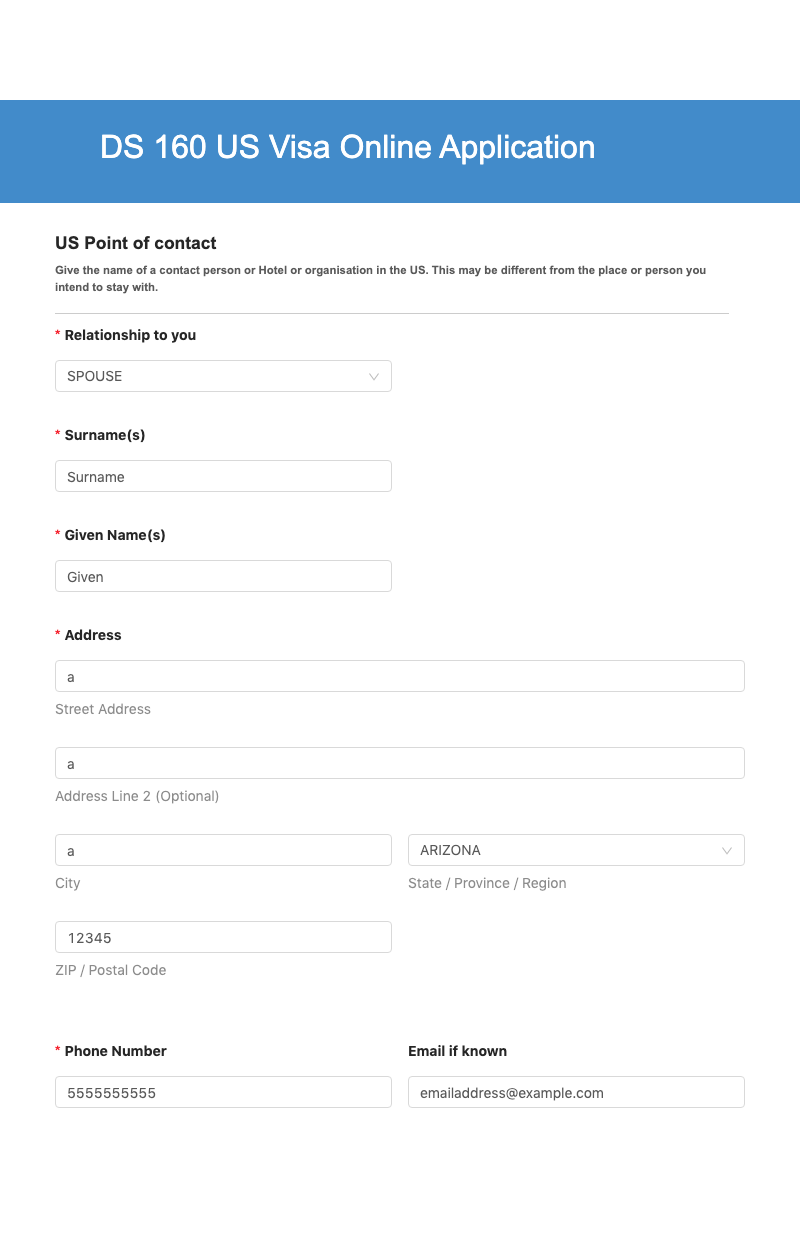 DS 160 US Visa Online Application
US Point of contact
Give the name of a contact person or Hotel or organisation in the US. This may be different from the place or person you
intend to stay with.
* Relationship to you
SPOUSE
* Surname(s)
Surname
* Given Name(s)
Given
* Address
a
Street Address
a
Address Line 2 (Optional)
a
City
ARIZONA
State / Province / Region
12345
ZIP / Postal Code
* Phone Number
5555555555
Email if known
emailaddress@example.com